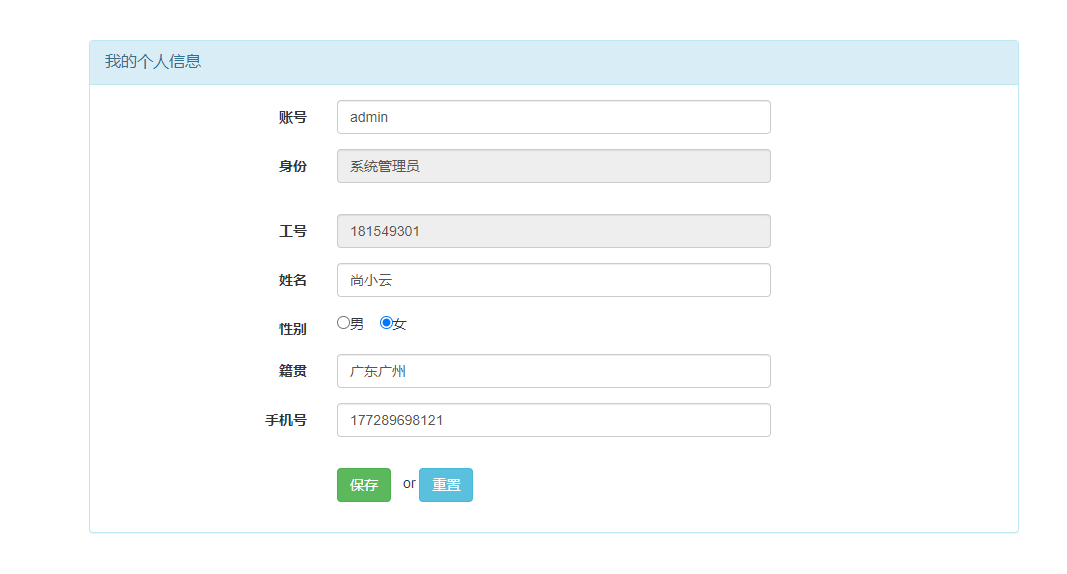 我的个人信息
账号 admin
身份 系统管理员
工号 181549301
姓名 尚小云
性别 男 女
籍贯 广东广州
手机号 177289698121
保存 or 重置